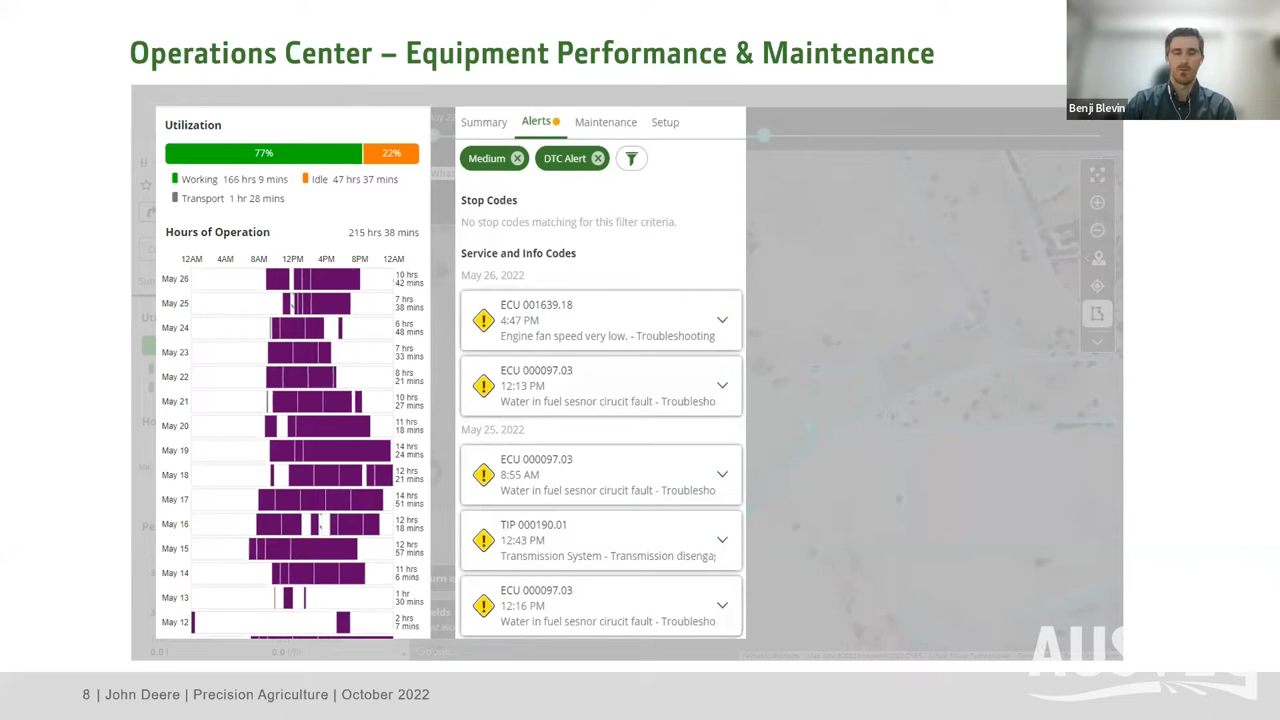 Operations Center – Equipment Performance & Maintenance
Benji Blevin
Utilization
77%
22%
Working 166 hrs 9 mins
Idle 47 hrs 37 mins
Transport 1 hr 28 mins
Hours of Operation
215 hrs 38 mins
12AM 4AM 8AM 12PM 4PM 8PM 12AM
May 26
10 hrs
42 mins
May 25
7 hrs
38 mins
May 24
6 hrs
48 mins
May 23
7 hrs
33 mins
May 22
8 hrs
21 mins
May 21
10 hrs
27 mins
May 20
11 hrs
18 mins
May 19
14 hrs
24 mins
May 18
12 hrs
21 mins
May 17
14 hrs
51 mins
May 16
12 hrs
18 mins
May 15
12 hrs
57 mins
May 14
11 hrs
6 mins
May 13
1 hr
30 mins
May 12
2 hrs
7 mins
Summary Alerts Maintenance Setup
Medium
DTC Alert
Stop Codes
No stop codes matching for this filter criteria.
Service and Info Codes
May 26, 2022
ECU 001639.18
4:47 PM
Engine fan speed very low. - Troubleshooting
ECU 000097.03
12:13 PM
Water in fuel sesnor cirucit fault - Troublesho
May 25, 2022
ECU 000097.03
8:55 AM
Water in fuel sesnor cirucit fault - Troublesho
TIP 000190.01
12:43 PM
Transmission System - Transmission disenga
ECU 000097.03
12:16 PM
Water in fuel sesnor cirucit fault - Troublesho
8 | John Deere | Precision Agriculture | October 2022